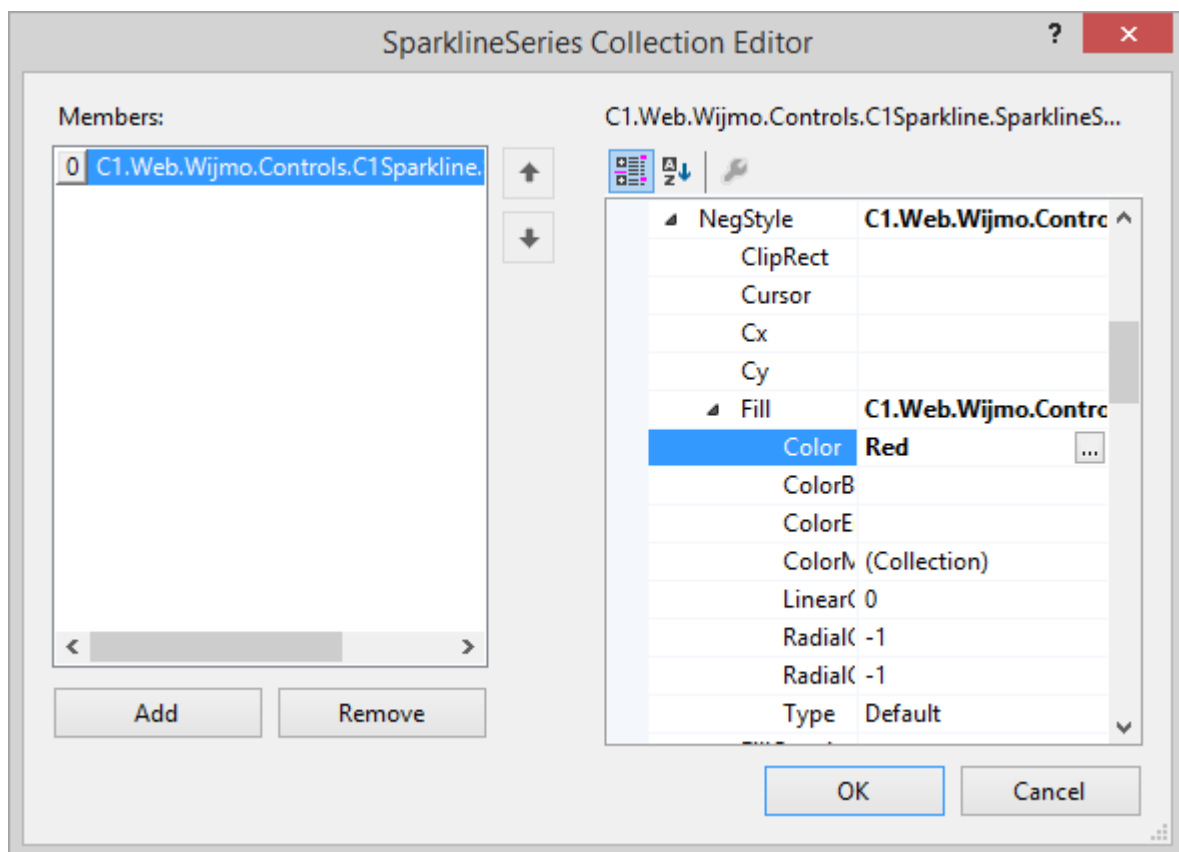 SparklineSeries Collection Editor
?
Members:
C1.Web.Wijmo.Controls.C1Sparkline.SparklineS...
0 C1.Web.Wijmo.Controls.C1Sparkline.
NegStyle C1.Web.Wijmo.Contro
ClipRect
Cursor
Cx
Cy
Fill C1.Web.Wijmo.Contro
Color Red ...
ColorB
ColorE
ColorM (Collection)
Linear( 0
Radial( -1
Radial( -1
Type Default
Add Remove
OK Cancel